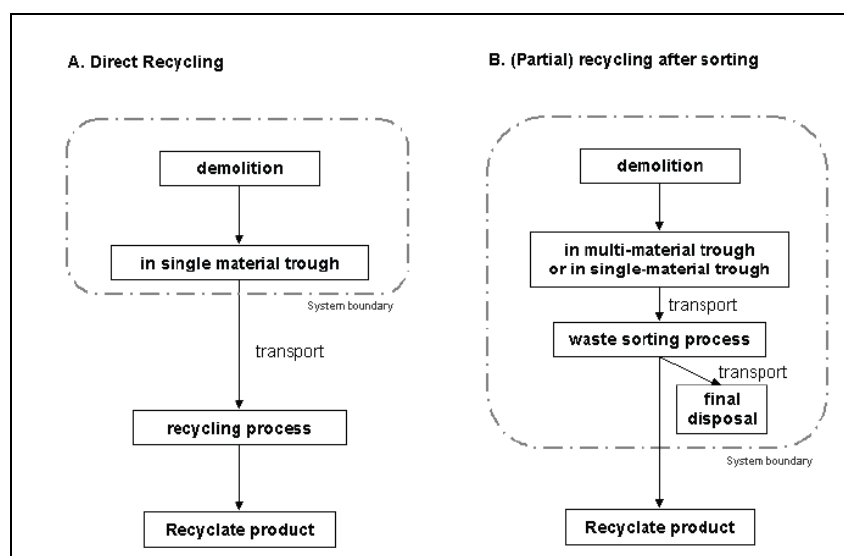 A. Direct Recycling
demolition
in single material trough
System boundary
transport
recycling process
Recyclate product
B. (Partial) recycling after sorting
demolition
in multi-material trough
or in single-material trough
transport
waste sorting process
transport
final
disposal
System boundary
Recyclate product